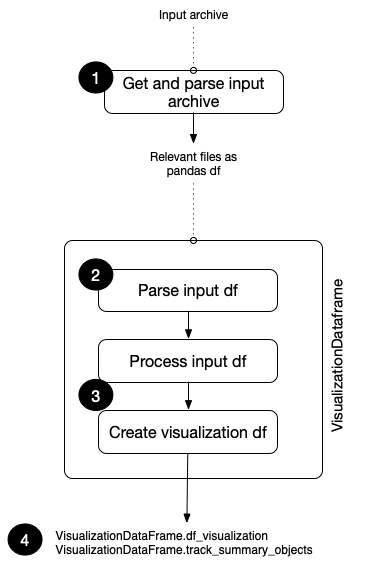 Input archive
1
Get and parse input
archive
Relevant files as
pandas df
2
Parse input df
Process input df
3
Create visualization df
VisualizationDataframe
4
VisualizationDataFrame.df_visualization
VisualizationDataFrame.track_summary_objects